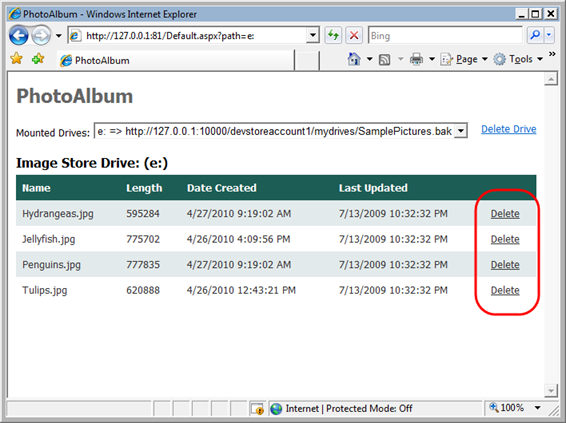 PhotoAlbum - Windows Internet Explorer
http://127.0.0.1:81/Default.aspx?path=e: Bing
PhotoAlbum Page Tools
PhotoAlbum
Mounted Drives: e: => http://127.0.0.1:10000/devstoreaccount1/mydrives/SamplePictures.bak Delete Drive
Image Store Drive: (e:)
Name Length Date Created Last Updated
Hydrangeas.jpg 595284 4/27/2010 9:19:02 AM 7/13/2009 10:32:32 PM Delete
Jellyfish.jpg 775702 4/26/2010 4:09:56 PM 7/13/2009 10:32:32 PM Delete
Penguins.jpg 777835 4/27/2010 9:19:02 AM 7/13/2009 10:32:32 PM Delete
Tulips.jpg 620888 4/26/2010 12:43:21 PM 7/13/2009 10:32:32 PM Delete
Internet | Protected Mode: Off 100%